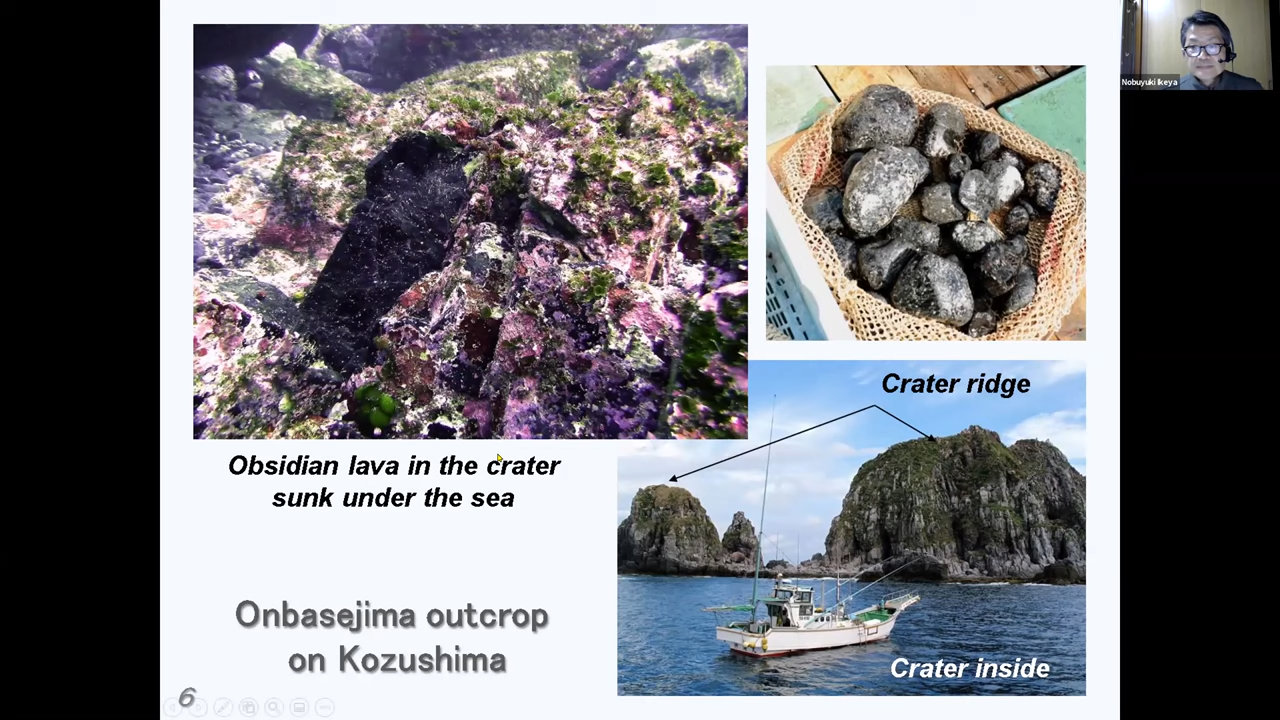 Nobuyuki Ikeya
Crater ridge
Obsidian lava in the crater
sunk under the sea
Onbasejima outcrop
on Kozushima
Crater inside
6